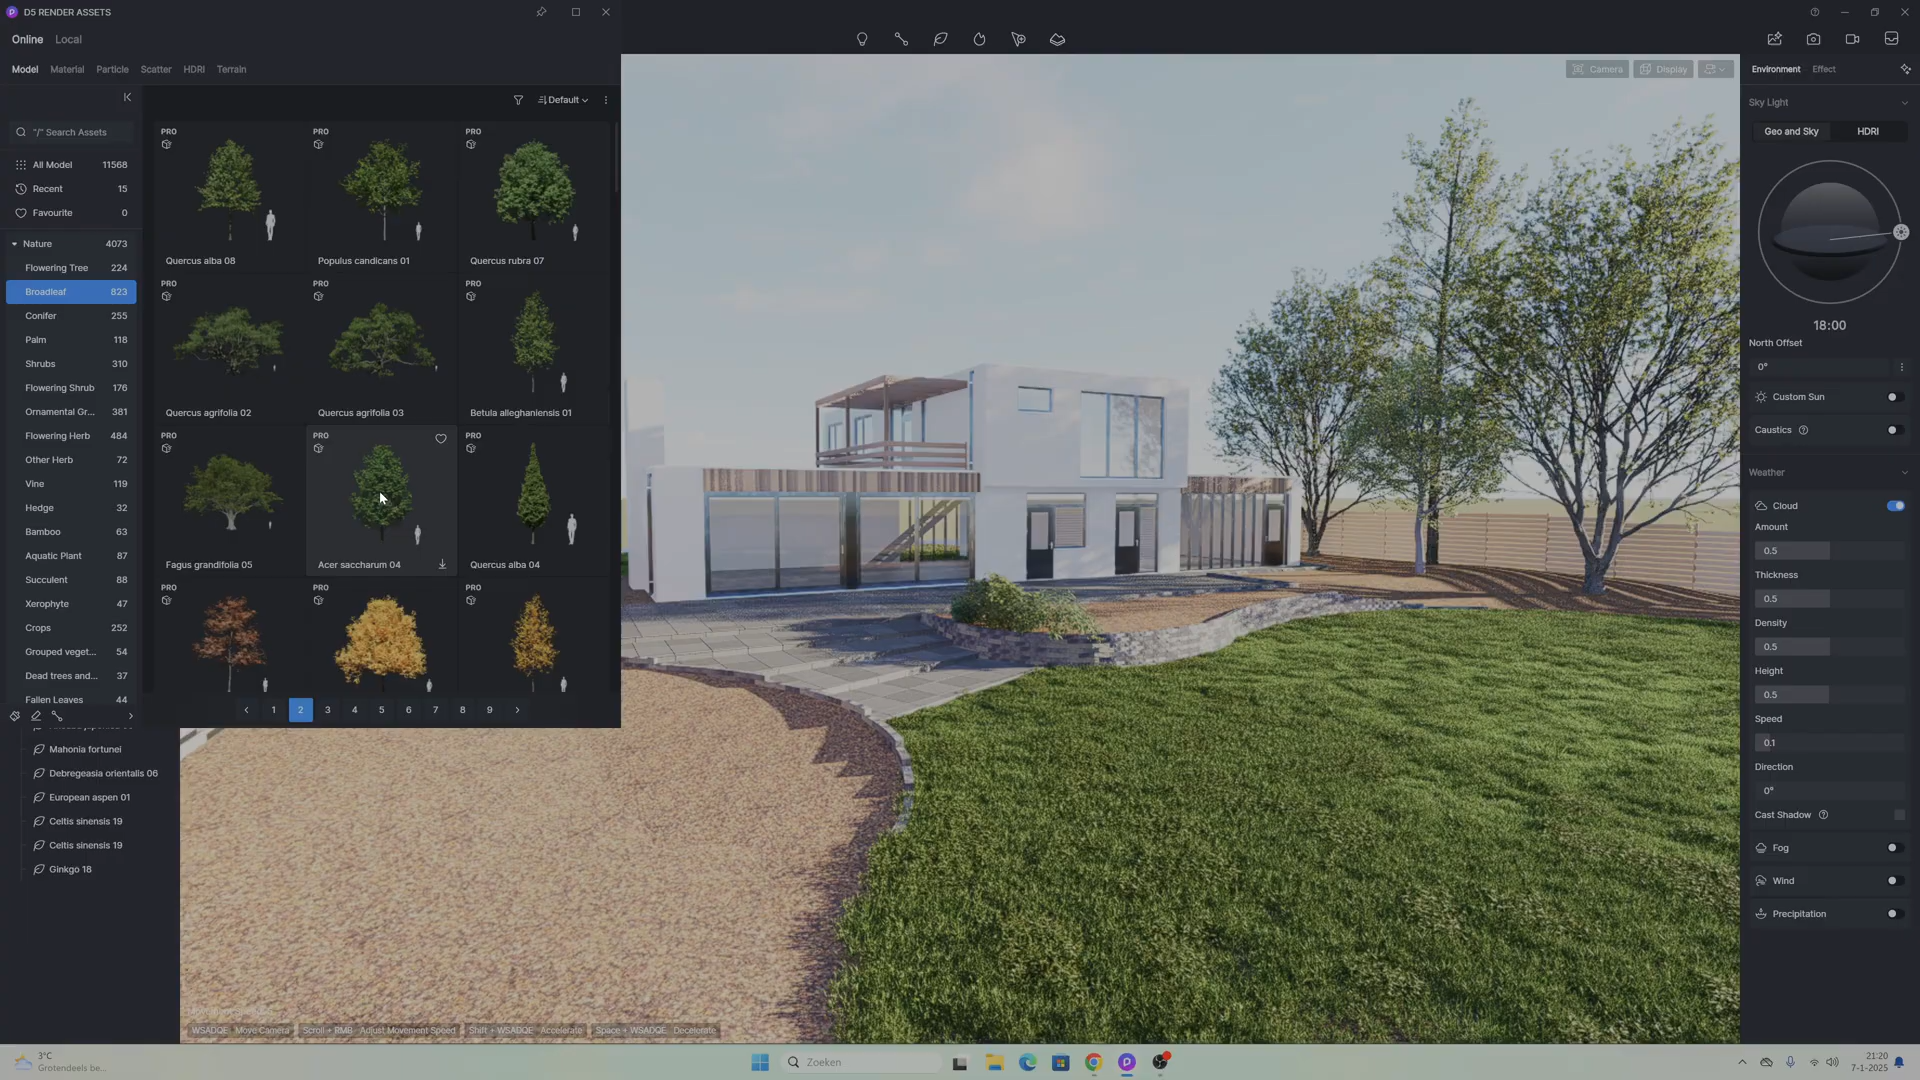 D5 RENDER ASSETS
Online Local
Model Material Particle Scatter HDRI Terrain
Default
"/" Search Assets
All Model 11568
Recent 15
Favourite 0
Nature 4073
Flowering Tree 224
Broadleaf 823
Conifer 255
Palm 118
Shrubs 310
Flowering Shrub 176
Ornamental Gr... 381
Flowering Herb 484
Other Herb 72
Vine 119
Hedge 32
Bamboo 63
Aquatic Plant 87
Succulent 88
Xerophyte 47
Crops 252
Grouped veget... 54
Dead trees and... 37
Fallen Leaves 44
PRO PRO PRO
Quercus alba 08 Populus candicans 01 Quercus rubra 07
PRO PRO PRO
Quercus agrifolia 02 Quercus agrifolia 03 Betula alleghaniensis 01
PRO PRO PRO
Fagus grandifolia 05 Acer saccharum 04 Quercus alba 04
PRO PRO PRO
1 2 3 4 5 6 7 8 9
Mahonia fortunei
Debregeasia orientalis 06
European aspen 01
Celtis sinensis 19
Celtis sinensis 19
Ginkgo 18
Camera Display
WSADQE Move Camera Scroll + RMB Adjust Movement Speed Shift + WSADQE Accelerate Space + WSADQE Decelerate
Environment Effect
Sky Light
Geo and Sky HDRI
18:00
North Offset
0°
Custom Sun
Caustics
Weather
Cloud
Amount
0.5
Thickness
0.5
Density
0.5
Height
0.5
Speed
0.1
Direction
0°
Cast Shadow
Fog
Wind
Precipitation
3°C
Grotendeels be...
Zoeken
21:20
7-1-2025